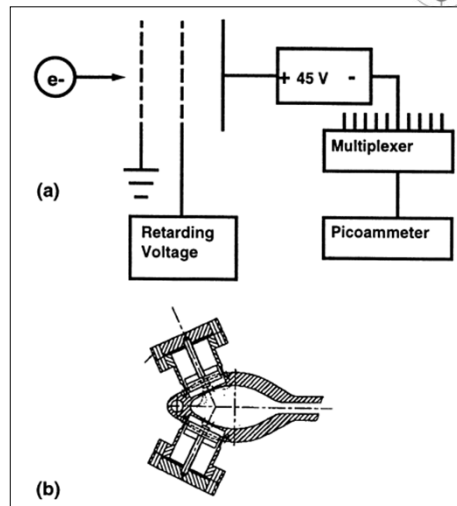 e-
+ 45 V -
Multiplexer
(a)
Retarding
Voltage
Picoammeter
(b)